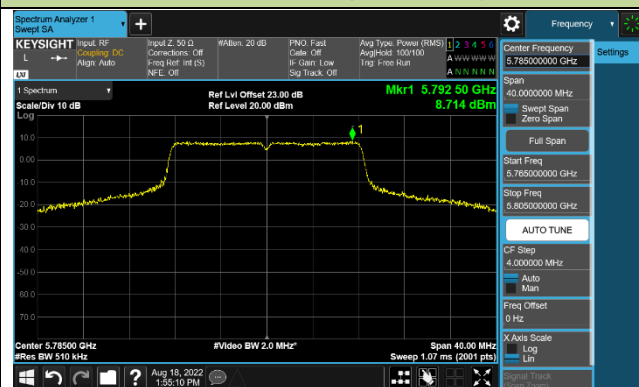 Spectrum Analyzer 1
Swept SA
+
Frequency
KEYSIGHT
L
LXI
Input: RF
Coupling: DC
Align: Auto
Input Z: 50 Ω
Corrections: Off
Freq Ref: Int (S)
NFE: Off
#Atten: 20 dB
PNO: Fast
Gate: Off
IF Gain: Low
Sig Track: Off
Avg Type: Power (RMS)
Avg|Hold: 100/100
Trig: Free Run
1 2 3 4 5 6
A W W W W W
A N N N N N
1 Spectrum
Scale/Div 10 dB
Log
Ref Lvl Offset 23.00 dB
Ref Level 20.00 dBm
Mkr1 5.792 50 GHz
8.714 dBm
1
10.0
0.00
-10.0
-20.0
-30.0
-40.0
-50.0
-60.0
-70.0
Center 5.78500 GHz
#Res BW 510 kHz
#Video BW 2.0 MHz*
Span 40.00 MHz
Sweep 1.07 ms (2001 pts)
Center Frequency
5.785000000 GHz
Settings
Span
40.0000000 MHz
Swept Span
Zero Span
Full Span
Start Freq
5.765000000 GHz
Stop Freq
5.805000000 GHz
AUTO TUNE
CF Step
4.000000 MHz
Auto
Man
Freq Offset
0 Hz
X Axis Scale
Log
Lin
Signal Track
(Span Zoom)
?
Aug 18, 2022
1:55:10 PM